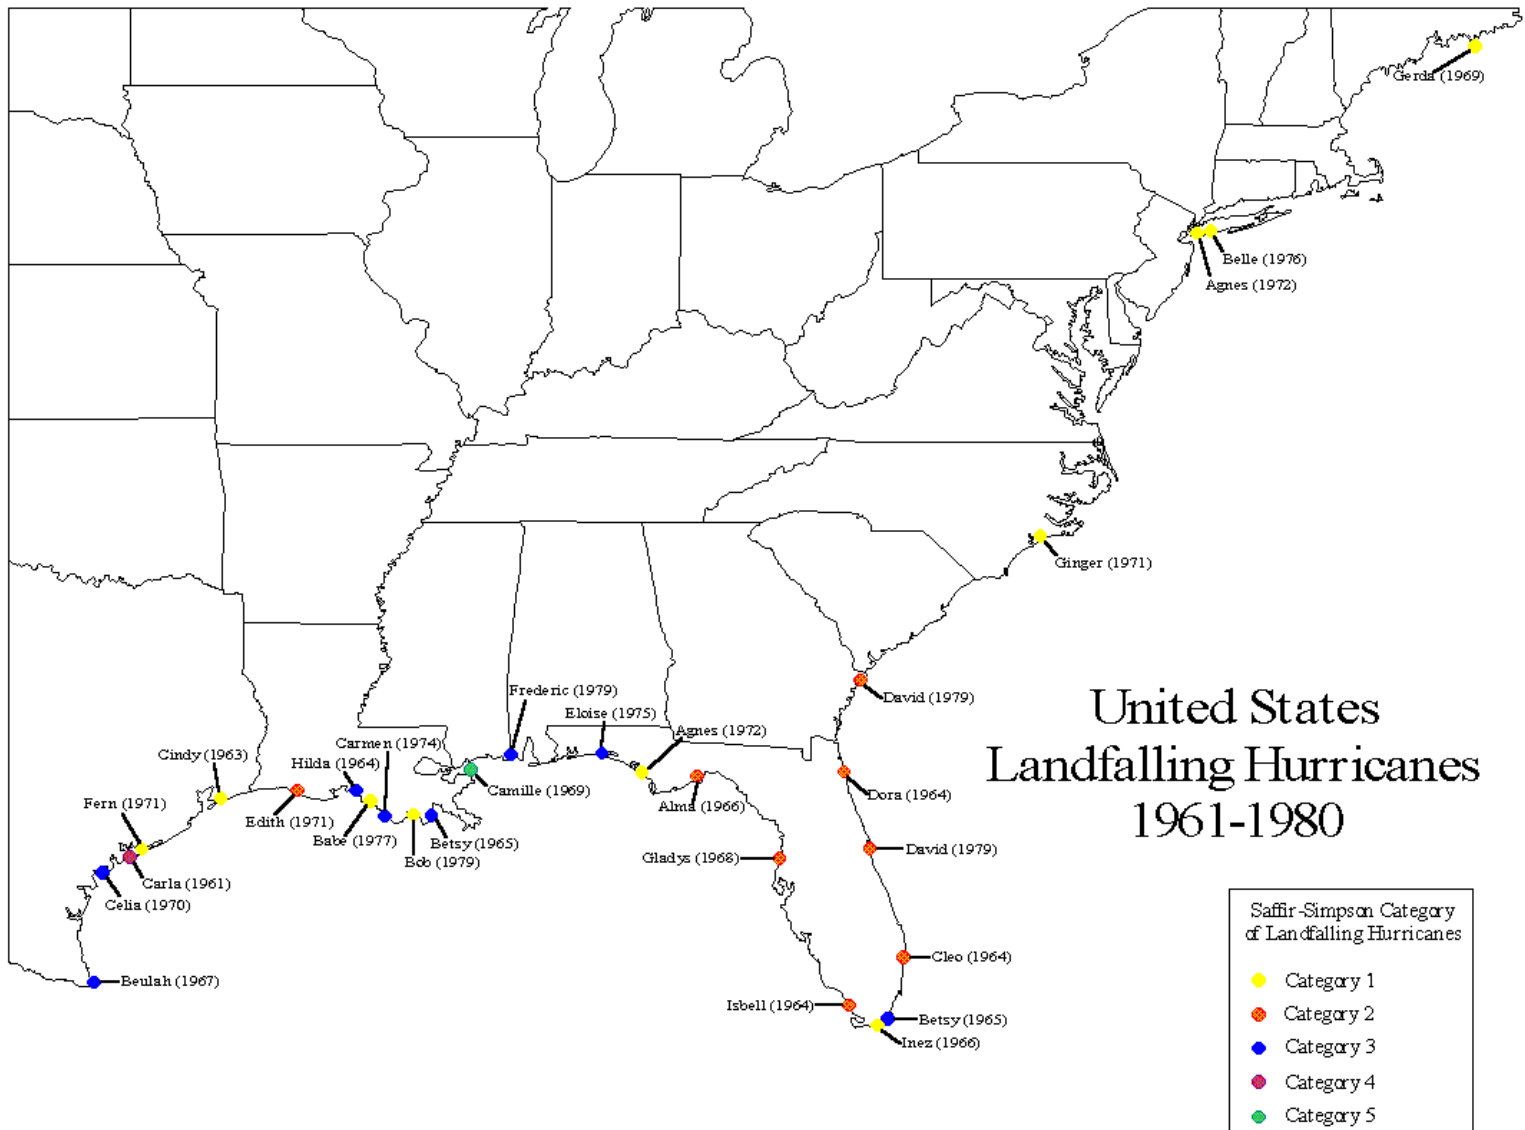 Gerda (1969)
Belle (1976)
Agnes (1972)
Ginger (1971)
Frederic (1979)
David (1979)
Eloise (1975)
Agnes (1972)
Carmen (1974)
Cindy (1963)
Hilda (1964)
Camille (1969)
Dora (1964)
Fern (1971)
Alma (1966)
Edith (1971)
Babe (1977)
Betsy (1965)
David (1979)
Bob (1979)
Gladys (1968)
Carla (1961)
Celia (1970)
Cleo (1964)
Beulah (1967)
Isbell (1964)
Betsy (1965)
Inez (1966)
United States
Landfalling Hurricanes
1961-1980
Saffir-Simpson Category
of Landfalling Hurricanes
Category 1
Category 2
Category 3
Category 4
Category 5